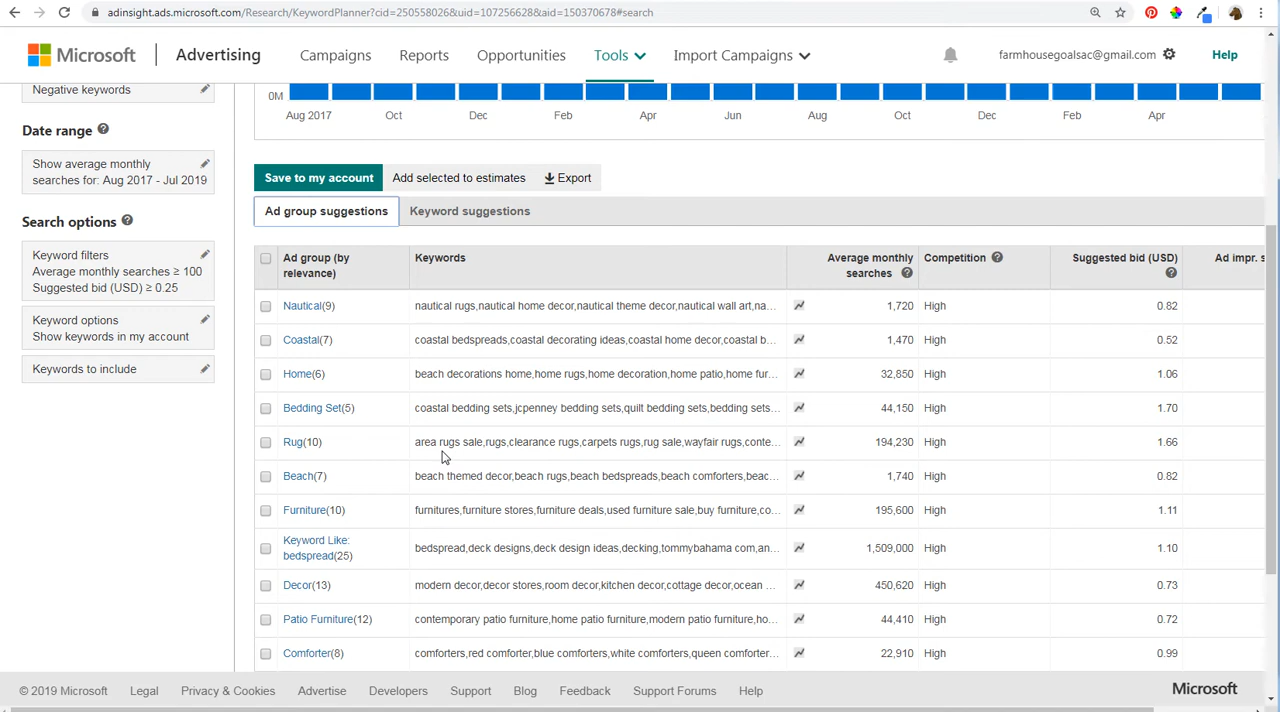 adinsight.ads.microsoft.com/Research/KeywordPlanner?cid=250558026&uid=107256628&aid=150370678#search
Microsoft Advertising Campaigns Reports Opportunities Tools Import Campaigns farmhousegoalsac@gmail.com Help
Negative keywords
Date range
Show average monthly
searches for: Aug 2017 - Jul 2019
Search options
Keyword filters
Average monthly searches ≥ 100
Suggested bid (USD) ≥ 0.25
Keyword options
Show keywords in my account
Keywords to include
0M
Aug 2017 Oct Dec Feb Apr Jun Aug Oct Dec Feb Apr
Save to my account Add selected to estimates Export
Ad group suggestions Keyword suggestions
Ad group (by
relevance)
Keywords
Average monthly
searches
Competition
Suggested bid (USD)
Ad impr. s
Nautical(9) nautical rugs,nautical home decor,nautical theme decor,nautical wall art,na... 1,720 High 0.82
Coastal(7) coastal bedspreads,coastal decorating ideas,coastal home decor,coastal b... 1,470 High 0.52
Home(6) beach decorations home,home rugs,home decoration,home patio,home fur... 32,850 High 1.06
Bedding Set(5) coastal bedding sets,jcpenney bedding sets,quilt bedding sets,bedding sets... 44,150 High 1.70
Rug(10) area rugs sale,rugs,clearance rugs,carpets rugs,rug sale,wayfair rugs,conte... 194,230 High 1.66
Beach(7) beach themed decor,beach rugs,beach bedspreads,beach comforters,beac... 1,740 High 0.82
Furniture(10) furnitures,furniture stores,furniture deals,used furniture sale,buy furniture,co... 195,600 High 1.11
Keyword Like:
bedspread(25) bedspread,deck designs,deck design ideas,decking,tommybahama com,an... 1,509,000 High 1.10
Decor(13) modern decor,decor stores,room decor,kitchen decor,cottage decor,ocean ... 450,620 High 0.73
Patio Furniture(12) contemporary patio furniture,home patio furniture,modern patio furniture,ho... 44,410 High 0.72
Comforter(8) comforters,red comforter,blue comforters,white comforters,queen comforter... 22,910 High 0.99
© 2019 Microsoft Legal Privacy & Cookies Advertise Developers Support Blog Feedback Support Forums Help Microsoft